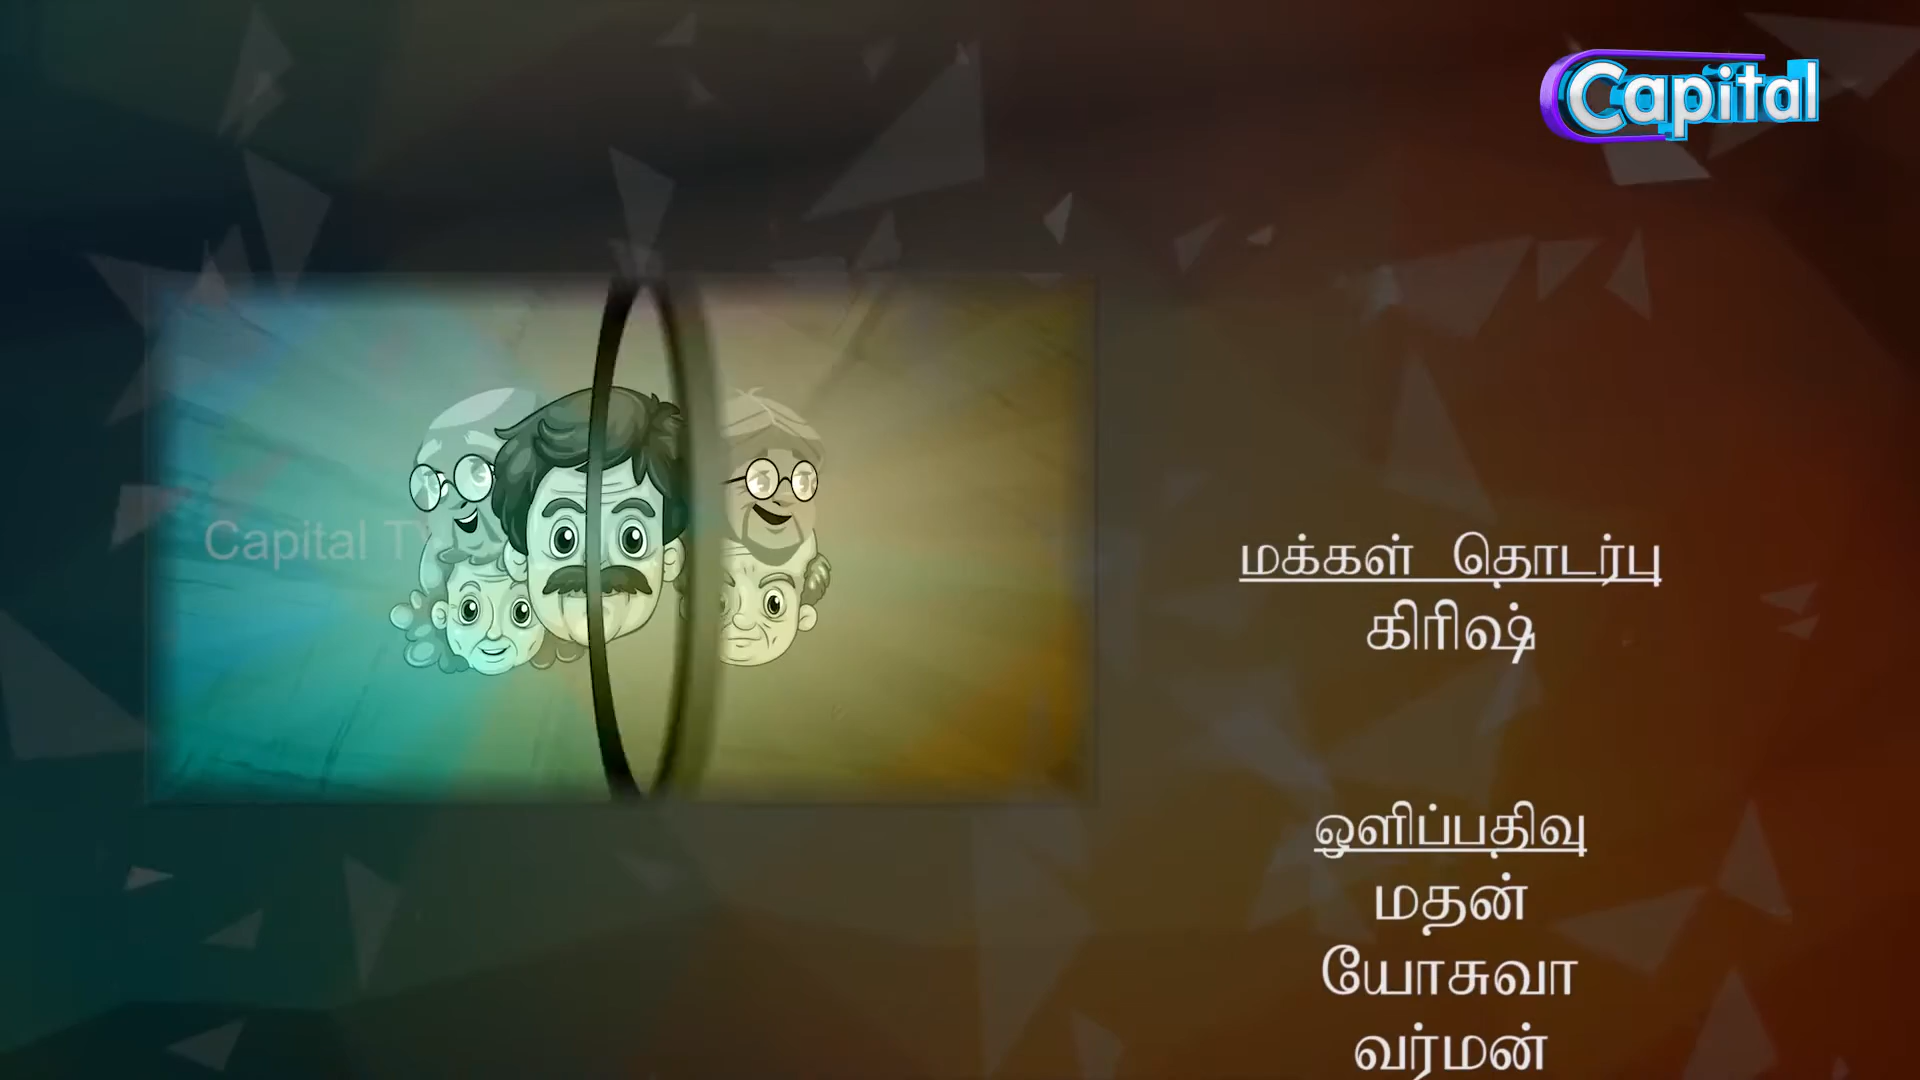 Capital
Capital TV
மக்கள் தொடர்பு
கிரிஷ்
ஒளிப்பதிவு
மதன்
யோசுவா
வர்மன்